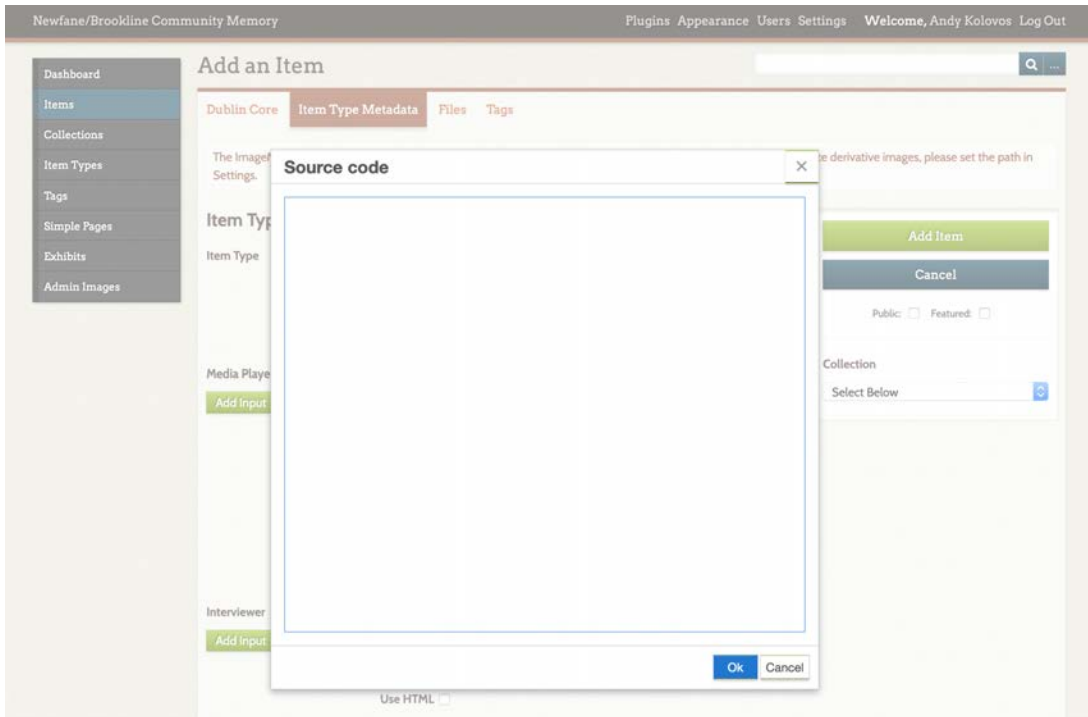 Newfane/Brookline Community Memory
Plugins Appearance Users Settings Welcome, Andy Kolovos Log Out
Dashboard
Items
Collections
Item Types
Tags
Simple Pages
Exhibits
Admin Images
Add an Item
...
Dublin Core Item Type Metadata Files Tags
The Image
te derivative images, please set the path in
Settings.
Source code
Item Typ
Item Type
Media Playe
Add Input
Interviewer
Add Input
Use HTML
Ok Cancel
Add Item
Cancel
Public: Featured:
Collection
Select Below